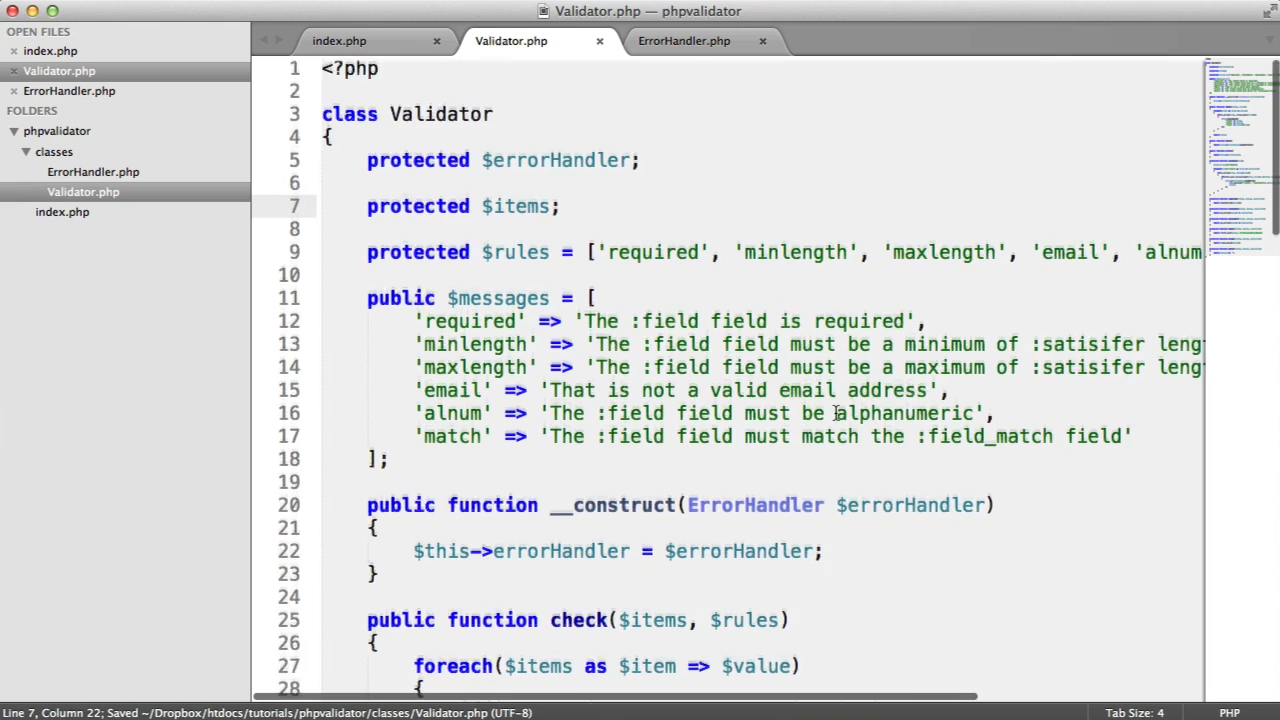 Validator.php — phpvalidator
OPEN FILES
index.php
Validator.php
ErrorHandler.php
FOLDERS
phpvalidator
classes
ErrorHandler.php
Validator.php
index.php
index.php
Validator.php
ErrorHandler.php
1 <?php
2
3 class Validator
4 {
5     protected $errorHandler;
6
7     protected $items;
8
9     protected $rules = ['required', 'minlength', 'maxlength', 'email', 'alnum
10
11     public $messages = [
12         'required' => 'The :field field is required',
13         'minlength' => 'The :field field must be a minimum of :satisifer leng
14         'maxlength' => 'The :field field must be a maximum of :satisifer leng
15         'email' => 'That is not a valid email address',
16         'alnum' => 'The :field field must be alphanumeric',
17         'match' => 'The :field field must match the :field_match field'
18     ];
19
20     public function __construct(ErrorHandler $errorHandler)
21     {
22         $this->errorHandler = $errorHandler;
23     }
24
25     public function check($items, $rules)
26     {
27         foreach($items as $item => $value)
28         {
Line 7, Column 22; Saved ~/Dropbox/htdocs/tutorials/phpvalidator/classes/Validator.php (UTF-8)
Tab Size: 4
PHP